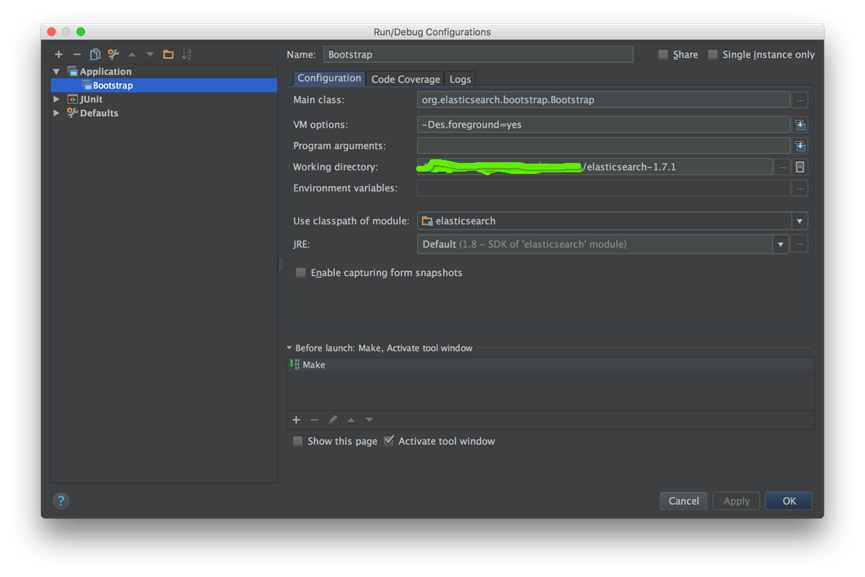 Run/Debug Configurations
Name: Bootstrap
Share
Single instance only
Application
Bootstrap
JUnit
Defaults
Configuration
Code Coverage
Logs
Main class: org.elasticsearch.bootstrap.Bootstrap
VM options: -Des.foreground=yes
Program arguments:
Working directory: /elasticsearch-1.7.1
Environment variables:
Use classpath of module: elasticsearch
JRE: Default (1.8 – SDK of 'elasticsearch' module)
Enable capturing form snapshots
Before launch: Make, Activate tool window
Make
Show this page
Activate tool window
? Cancel Apply OK